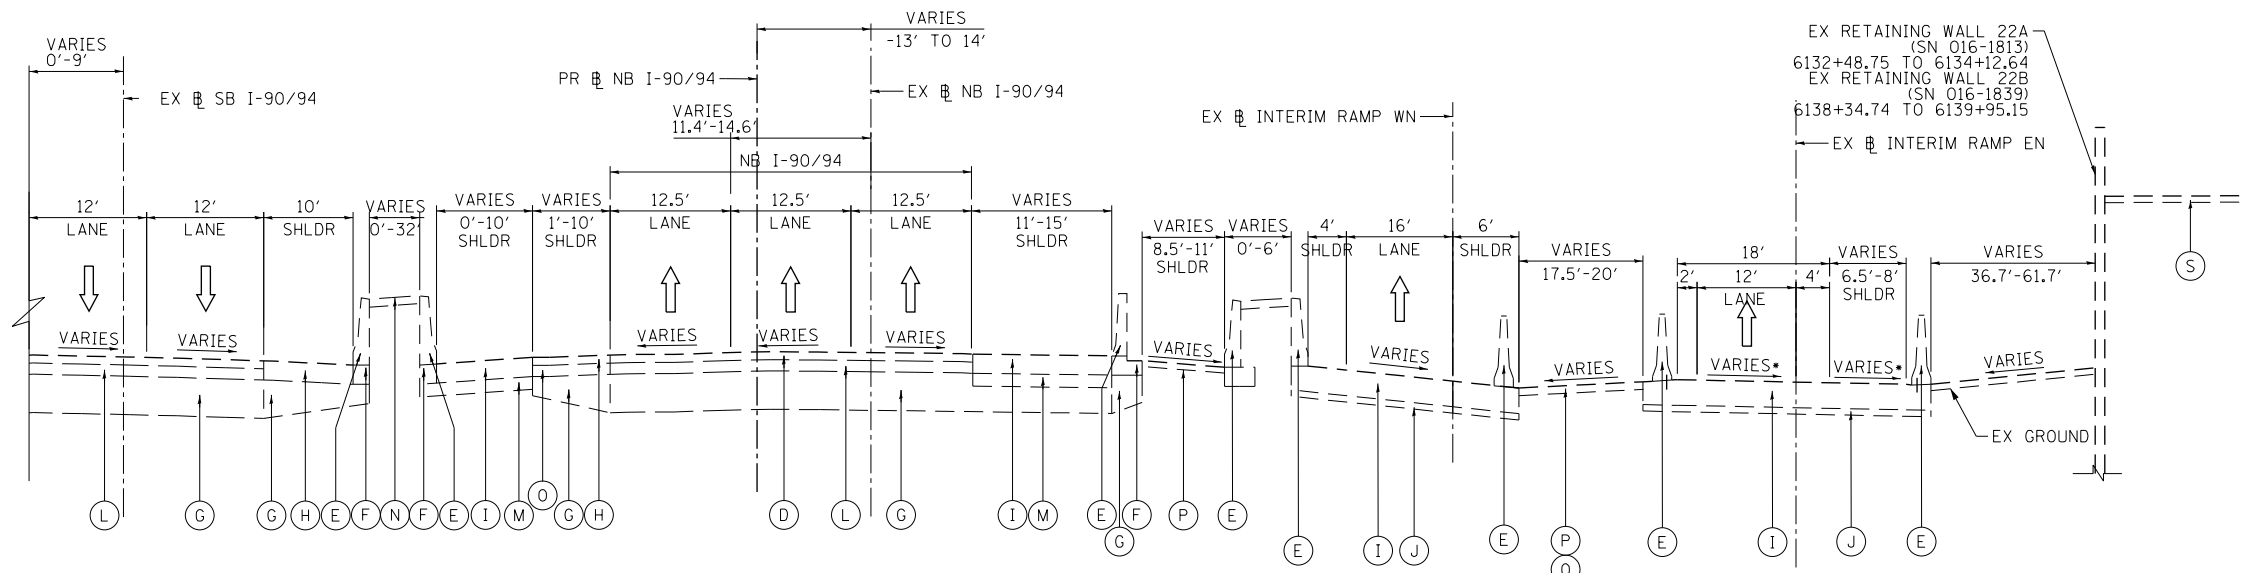 VARIES
-13' TO 14'
EX RETAINING WALL 22A
(SN 016-1813)
6132+48.75 TO 6134+12.64
EX RETAINING WALL 22B
(SN 016-1839)
6138+34.74 TO 6139+95.15
VARIES
0'-9'
PR ℄ NB I-90/94
EX ℄ NB I-90/94
EX ℄ SB I-90/94
VARIES
11.4'-14.6'
EX ℄ INTERIM RAMP WN
EX ℄ INTERIM RAMP EN
NB I-90/94
12'
LANE
12'
LANE
10'
SHLDR
VARIES
0'-32'
VARIES
0'-10'
SHLDR
VARIES
1'-10'
SHLDR
12.5'
LANE
12.5'
LANE
12.5'
LANE
VARIES
11'-15'
SHLDR
VARIES
8.5'-11'
SHLDR
VARIES
0'-6'
4'
SHLDR
16'
LANE
6'
SHLDR
VARIES
17.5'-20'
18'
2'
12'
LANE
4'
VARIES
6.5'-8'
SHLDR
VARIES
36.7'-61.7'
S
VARIES
VARIES
VARIES
VARIES
VARIES
VARIES
VARIES
VARIES
VARIES*
VARIES*
VARIES
EX GROUND
L
G
G
H
E
F
N
F
E
I
M
O
G
H
D
L
G
I
M
E
G
F
P
E
E
I
J
E
P
E
I
J
E